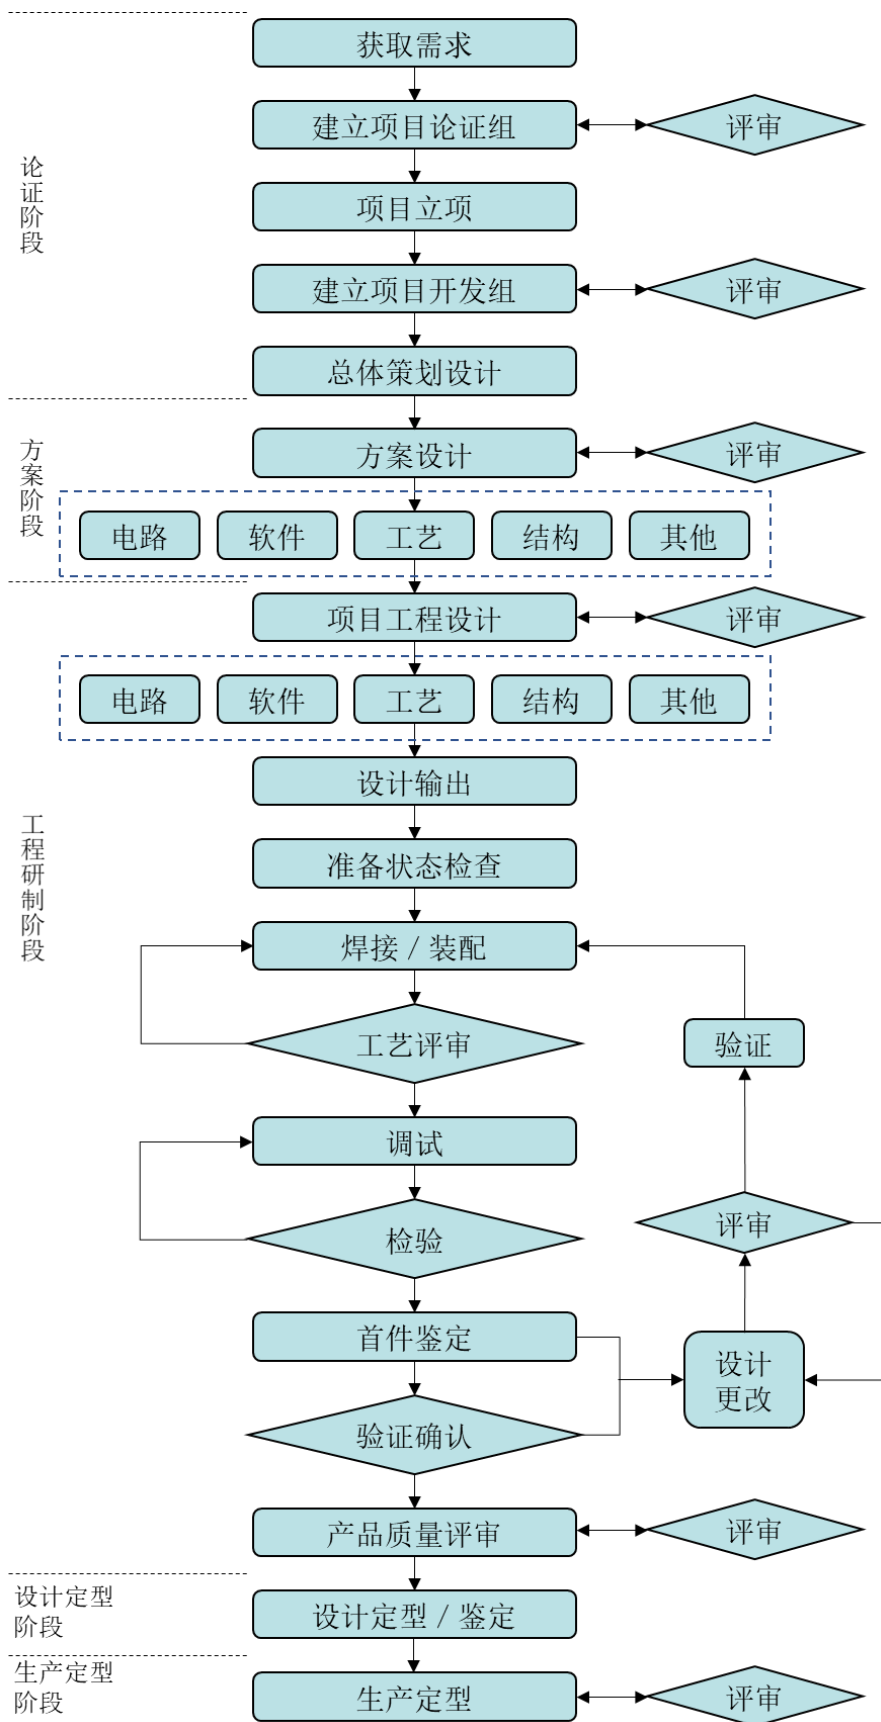 获取需求
建立项目论证组
评审
论证阶段
项目立项
建立项目开发组
评审
总体策划设计
方案阶段
方案设计
评审
电路
软件
工艺
结构
其他
项目工程设计
评审
电路
软件
工艺
结构
其他
设计输出
工程研制阶段
准备状态检查
焊接 / 装配
工艺评审
验证
调试
检验
评审
首件鉴定
设计
更改
验证确认
产品质量评审
评审
设计定型
阶段
设计定型 / 鉴定
生产定型
阶段
生产定型
评审